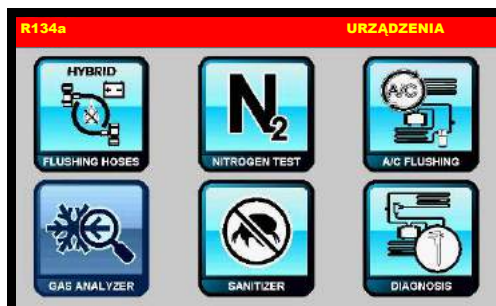 R134a URZĄDZENIA
HYBRID
FLUSHING HOSES
N2
NITROGEN TEST
A/C
A/C FLUSHING
GAS ANALYZER
SANITIZER
DIAGNOSIS